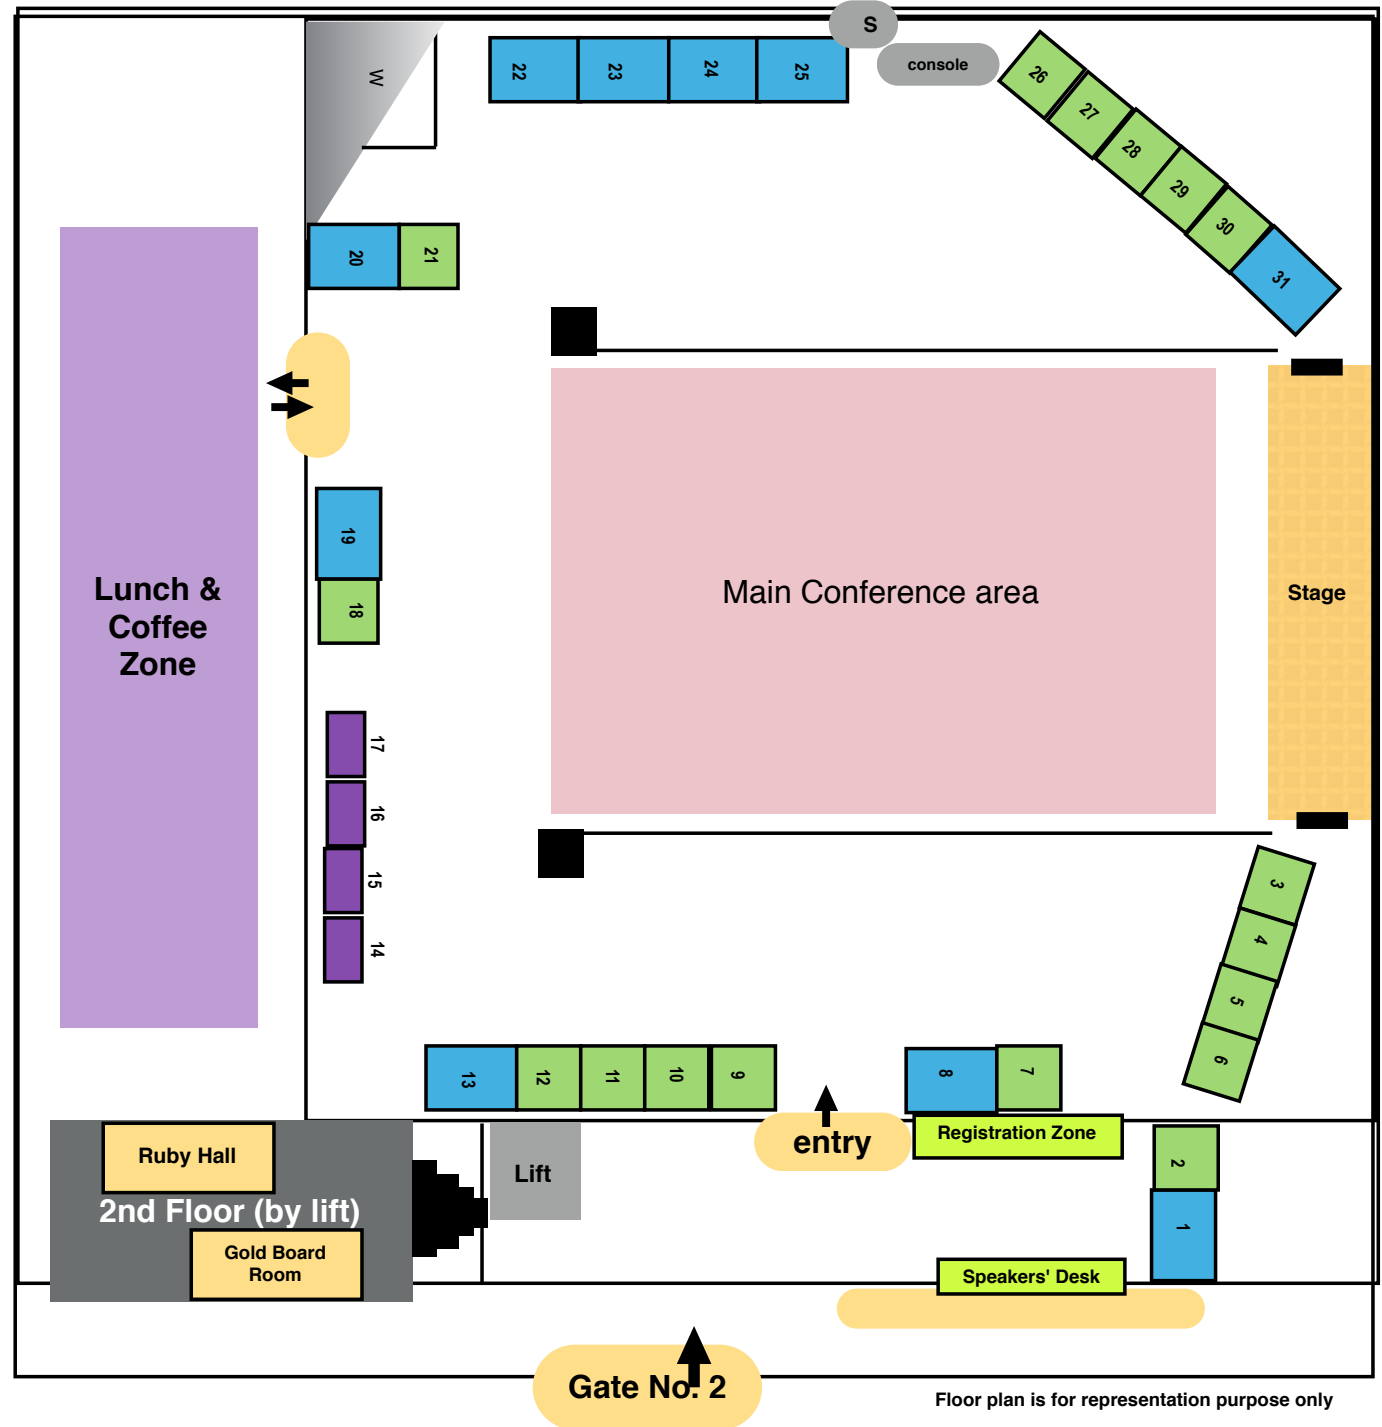 S
console
W
22
23
24
25
26
27
28
29
30
31
20
21
19
18
17
16
15
14
Lunch &
Coffee
Zone
Main Conference area
Stage
3
4
5
6
13
12
11
10
9
8
7
entry
Registration Zone
2
1
Ruby Hall
2nd Floor (by lift)
Gold Board
Room
Lift
Speakers' Desk
Gate No. 2
Floor plan is for representation purpose only